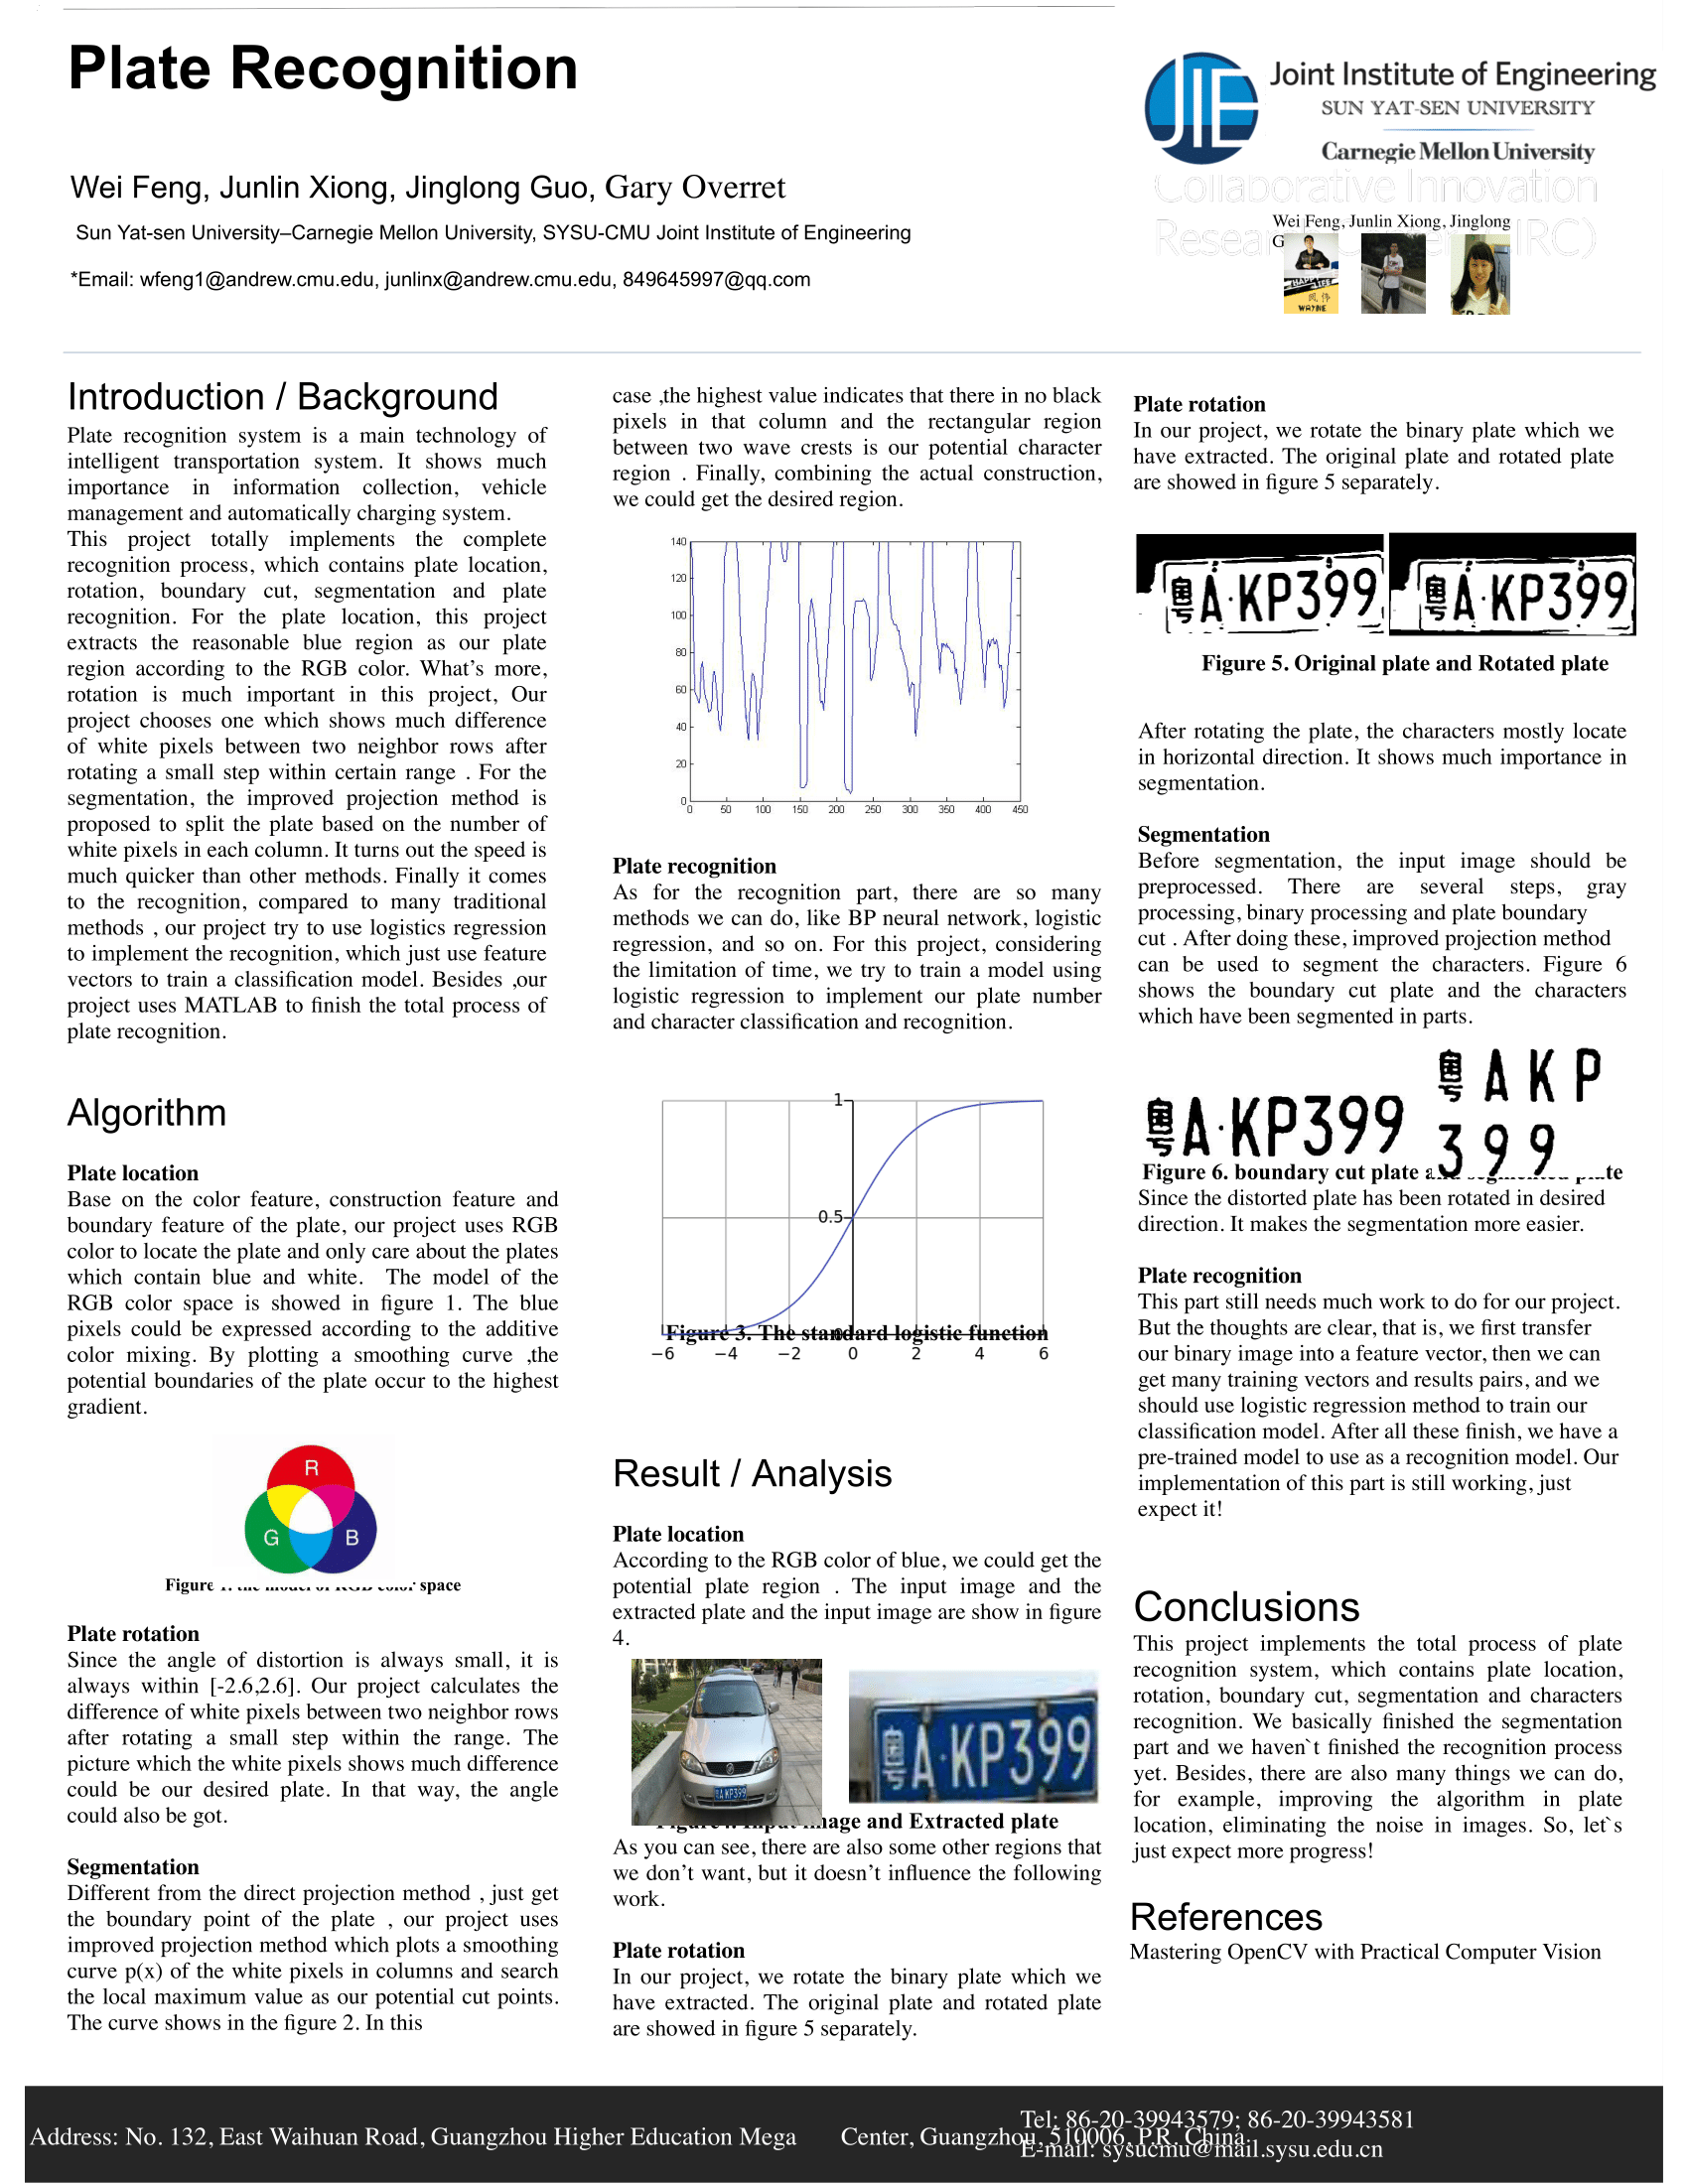 Plate Recognition
Wei Feng, Junlin Xiong, Jinglong Guo, Gary Overret
Sun Yat-sen University–Carnegie Mellon University, SYSU-CMU Joint Institute of Engineering
*Email: wfeng1@andrew.cmu.edu, junlinx@andrew.cmu.edu, 849645997@qq.com
JIE
Joint Institute of Engineering
SUN YAT-SEN UNIVERSITY
Carnegie Mellon University
Collaborative Innovation
Wei Feng, Junlin Xiong, Jinglong
HAPPY
LIFE
WAYNE
Introduction / Background
Plate recognition system is a main technology of
intelligent transportation system. It shows much
importance in information collection, vehicle
management and automatically charging system.
This project totally implements the complete
recognition process, which contains plate location,
rotation, boundary cut, segmentation and plate
recognition. For the plate location, this project
extracts the reasonable blue region as our plate
region according to the RGB color. What's more,
rotation is much important in this project, Our
project chooses one which shows much difference
of white pixels between two neighbor rows after
rotating a small step within certain range . For the
segmentation, the improved projection method is
proposed to split the plate based on the number of
white pixels in each column. It turns out the speed is
much quicker than other methods. Finally it comes
to the recognition, compared to many traditional
methods , our project try to use logistics regression
to implement the recognition, which just use feature
vectors to train a classification model. Besides ,our
project uses MATLAB to finish the total process of
plate recognition.
Algorithm
Plate location
Base on the color feature, construction feature and
boundary feature of the plate, our project uses RGB
color to locate the plate and only care about the plates
which contain blue and white. The model of the
RGB color space is showed in figure 1. The blue
pixels could be expressed according to the additive
color mixing. By plotting a smoothing curve ,the
potential boundaries of the plate occur to the highest
gradient.
R
G
B
Figure 1. the model of RGB color space
Plate rotation
Since the angle of distortion is always small, it is
always within [-2.6,2.6]. Our project calculates the
difference of white pixels between two neighbor rows
after rotating a small step within the range. The
picture which the white pixels shows much difference
could be our desired plate. In that way, the angle
could also be got.
Segmentation
Different from the direct projection method , just get
the boundary point of the plate , our project uses
improved projection method which plots a smoothing
curve p(x) of the white pixels in columns and search
the local maximum value as our potential cut points.
The curve shows in the figure 2. In this
case ,the highest value indicates that there in no black
pixels in that column and the rectangular region
between two wave crests is our potential character
region . Finally, combining the actual construction,
we could get the desired region.
140
120
100
80
60
40
20
0
0 50 100 150 200 250 300 350 400 450
Plate recognition
As for the recognition part, there are so many
methods we can do, like BP neural network, logistic
regression, and so on. For this project, considering
the limitation of time, we try to train a model using
logistic regression to implement our plate number
and character classification and recognition.
1
0.5
0
Figure 3. The standard logistic function
−6 −4 −2 0 2 4 6
Result / Analysis
Plate location
According to the RGB color of blue, we could get the
potential plate region . The input image and the
extracted plate and the input image are show in figure
4.
粤A KP399
粤A·KP399
image and Extracted plate
As you can see, there are also some other regions that
we don't want, but it doesn't influence the following
work.
Plate rotation
In our project, we rotate the binary plate which we
have extracted. The original plate and rotated plate
are showed in figure 5 separately.
Plate rotation
In our project, we rotate the binary plate which we
have extracted. The original plate and rotated plate
are showed in figure 5 separately.
粤A·KP399 粤A·KP399
Figure 5. Original plate and Rotated plate
After rotating the plate, the characters mostly locate
in horizontal direction. It shows much importance in
segmentation.
Segmentation
Before segmentation, the input image should be
preprocessed. There are several steps, gray
processing, binary processing and plate boundary
cut . After doing these, improved projection method
can be used to segment the characters. Figure 6
shows the boundary cut plate and the characters
which have been segmented in parts.
粤A·KP399
粤 A K P
3 9 9
Figure 6. boundary cut plate and segmented plate
Since the distorted plate has been rotated in desired
direction. It makes the segmentation more easier.
Plate recognition
This part still needs much work to do for our project.
But the thoughts are clear, that is, we first transfer
our binary image into a feature vector, then we can
get many training vectors and results pairs, and we
should use logistic regression method to train our
classification model. After all these finish, we have a
pre-trained model to use as a recognition model. Our
implementation of this part is still working, just
expect it!
Conclusions
This project implements the total process of plate
recognition system, which contains plate location,
rotation, boundary cut, segmentation and characters
recognition. We basically finished the segmentation
part and we haven`t finished the recognition process
yet. Besides, there are also many things we can do,
for example, improving the algorithm in plate
location, eliminating the noise in images. So, let`s
just expect more progress!
References
Mastering OpenCV with Practical Computer Vision
Address: No. 132, East Waihuan Road, Guangzhou Higher Education Mega Center, Guangzhou, 510006, P.R. China
Tel: 86-20-39943579; 86-20-39943581
E-mail: sysucmu@mail.sysu.edu.cn